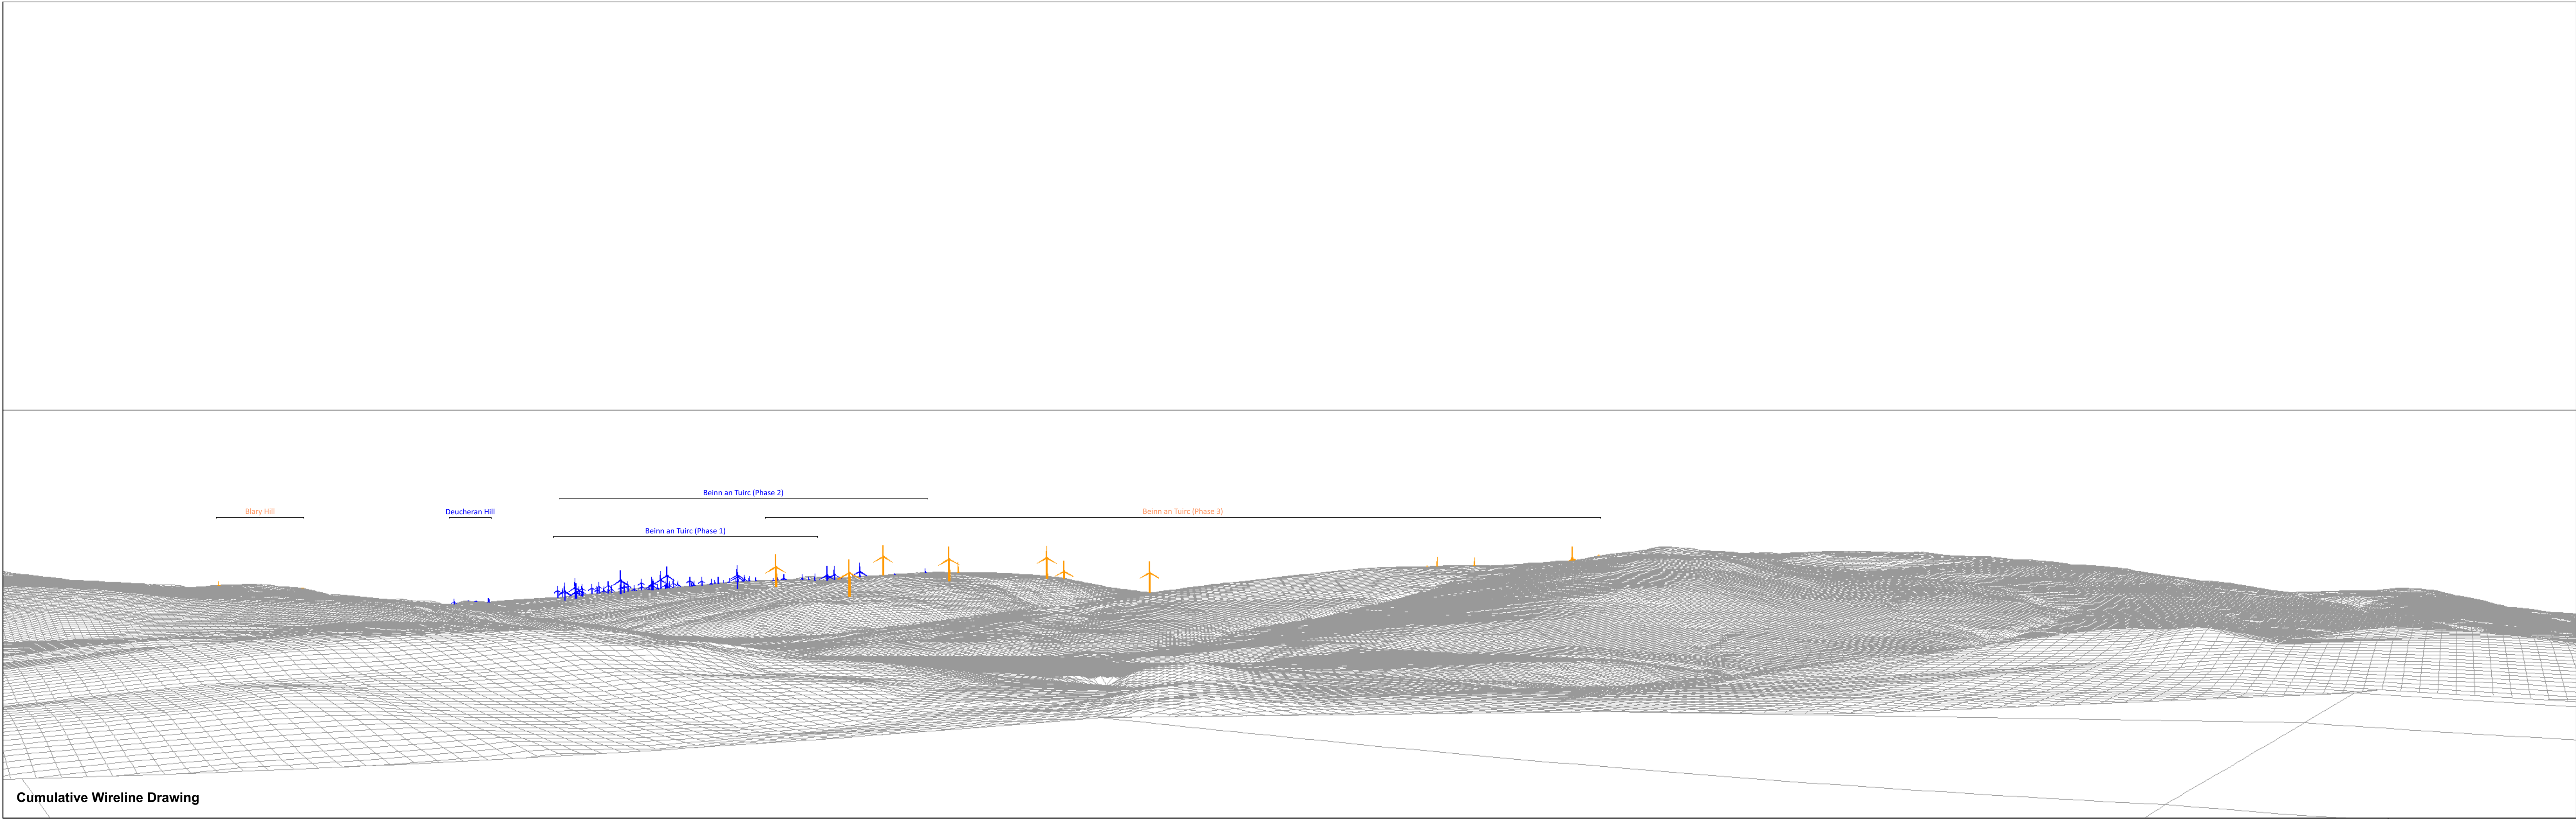 Beinn an Tuirc (Phase 2)
Blary Hill
Deucheran Hill
Beinn an Tuirc (Phase 3)
Beinn an Tuirc (Phase 1)
Cumulative Wireline Drawing